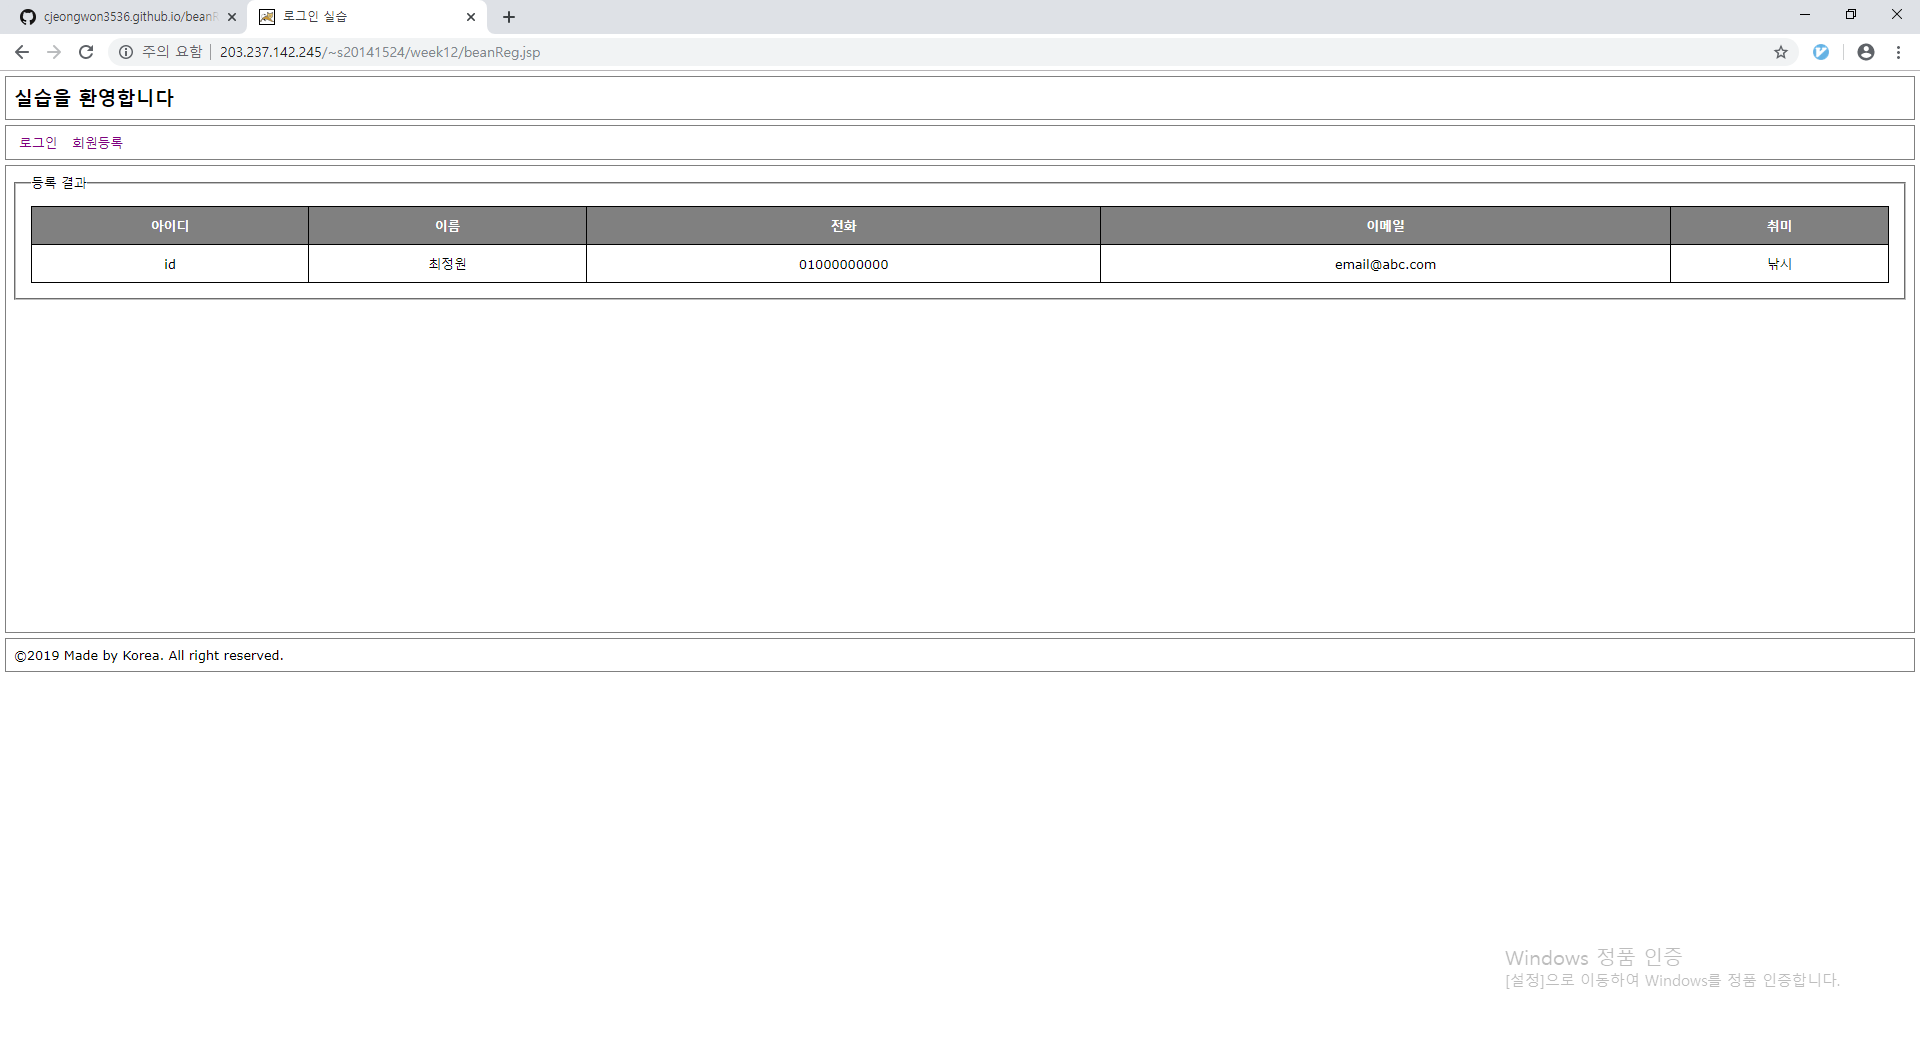 cjeongwon3536.github.io/beanR
로그인 실습
주의 요함 203.237.142.245/~s20141524/week12/beanReg.jsp
실습을 환영합니다
로그인 회원등록
등록 결과
아이디 이름 전화 이메일 취미
id 최정원 01000000000 email@abc.com 낚시
©2019 Made by Korea. All right reserved.
Windows 정품 인증
[설정]으로 이동하여 Windows를 정품 인증합니다.